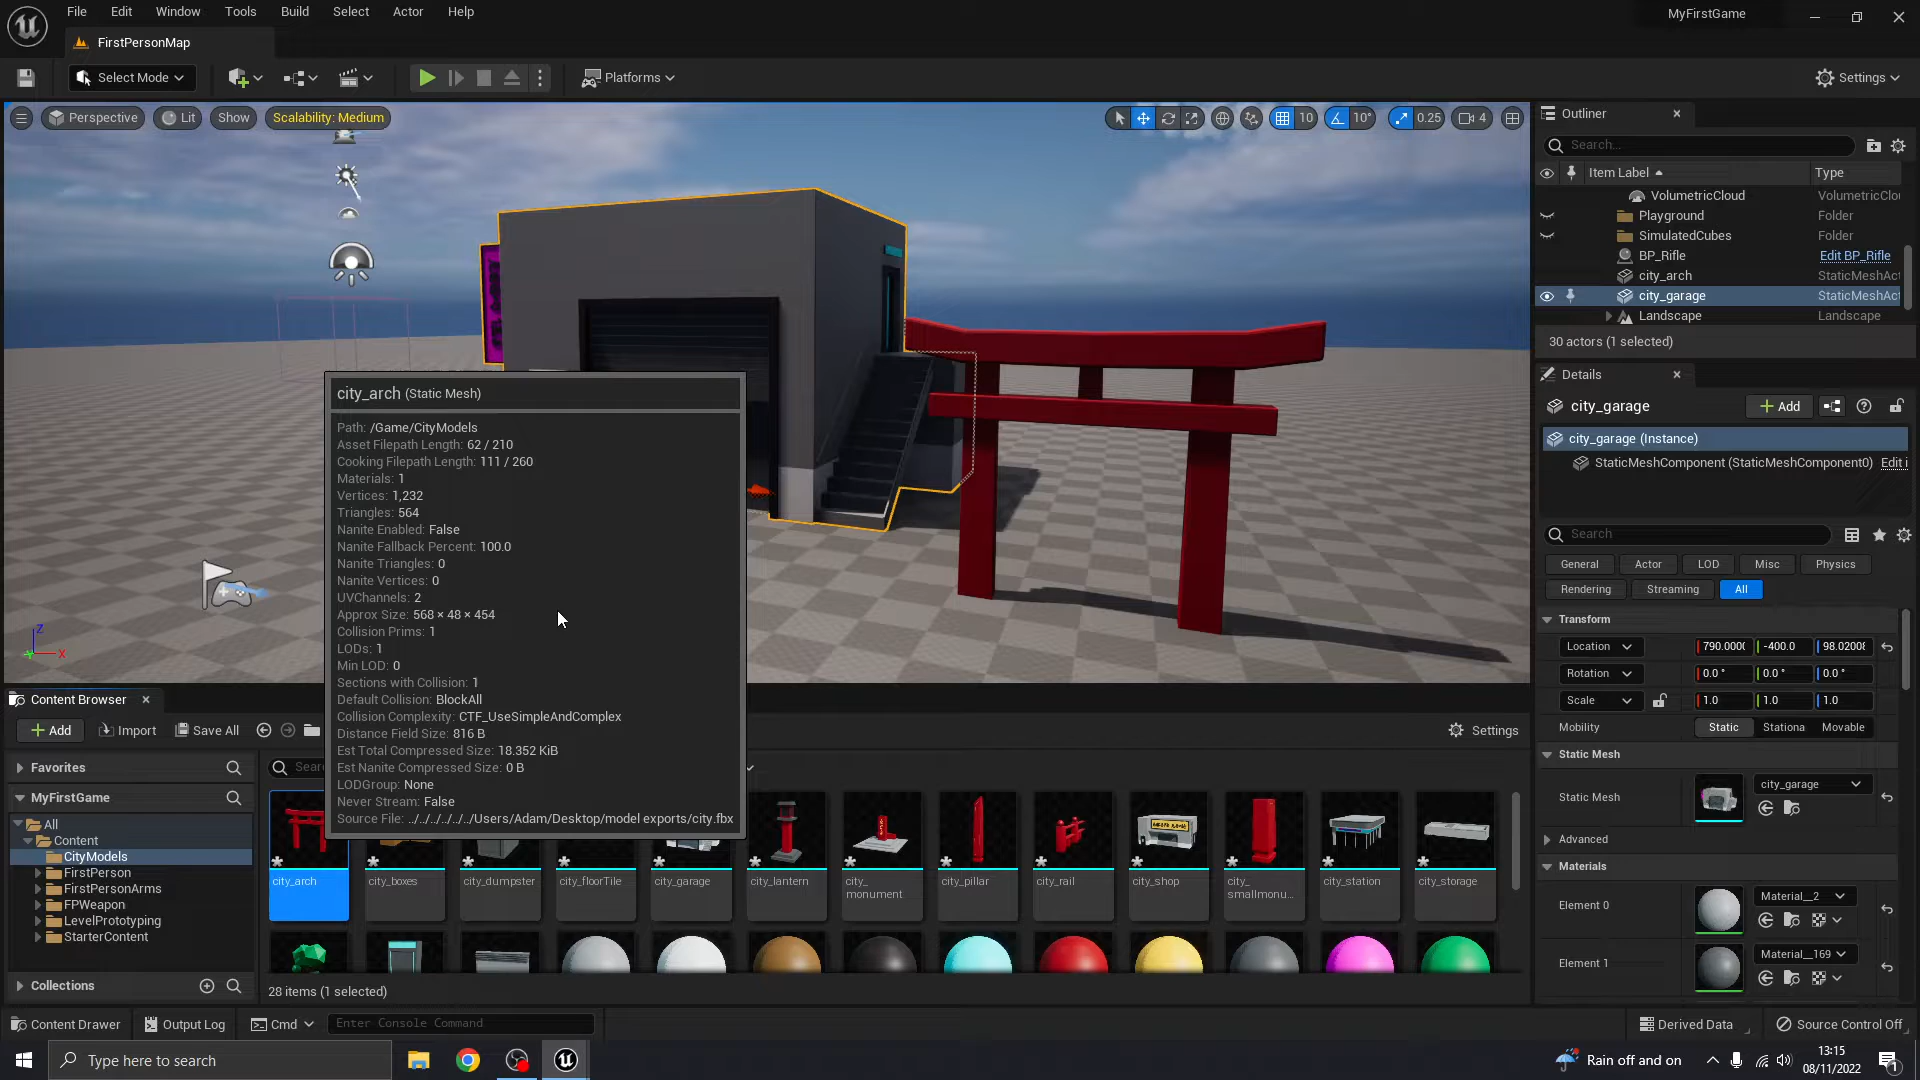 File Edit Window Tools Build Select Actor Help
MyFirstGame
FirstPersonMap
Select Mode
Platforms
Settings
Perspective Lit Show Scalability: Medium
10 10° 0.25 4
Outliner
Search...
Item Label Type
VolumetricCloud VolumetricClo
Playground Folder
SimulatedCubes Folder
BP_Rifle Edit BP_Rifle
city_arch StaticMeshAct
city_garage StaticMeshAct
Landscape Landscape
30 actors (1 selected)
Details
city_garage
Add
city_garage (Instance)
StaticMeshComponent (StaticMeshComponent0) Edit i
Search
General Actor LOD Misc Physics
Rendering Streaming All
Transform
Location 790.0000 -400.0 98.02008
Rotation 0.0° 0.0° 0.0°
Scale 1.0 1.0 1.0
Mobility Static Stationa Movable
Static Mesh
Static Mesh city_garage
Advanced
Materials
Element 0 Material__2
Element 1 Material__169
Z
Y
X
city_arch (Static Mesh)
Path: /Game/CityModels
Asset Filepath Length: 62 / 210
Cooking Filepath Length: 111 / 260
Materials: 1
Vertices: 1,232
Triangles: 564
Nanite Enabled: False
Nanite Fallback Percent: 100.0
Nanite Triangles: 0
Nanite Vertices: 0
UVChannels: 2
Approx Size: 568 × 48 × 454
Collision Prims: 1
LODs: 1
Min LOD: 0
Sections with Collision: 1
Default Collision: BlockAll
Collision Complexity: CTF_UseSimpleAndComplex
Distance Field Size: 816 B
Est Total Compressed Size: 18.352 KiB
Est Nanite Compressed Size: 0 B
LODGroup: None
Never Stream: False
Source File: ../../../../../../Users/Adam/Desktop/model exports/city.fbx
Content Browser
Add Import Save All
Settings
Favorites
MyFirstGame
All
Content
CityModels
FirstPerson
FirstPersonArms
FPWeapon
LevelPrototyping
StarterContent
Collections
Sear
city_arch city_boxes city_dumpster city_floorTile city_garage city_lantern city_monument city_pillar city_rail city_shop city_smallmonu... city_station city_storage
28 items (1 selected)
Content Drawer Output Log Cmd Enter Console Command
Derived Data Source Control Off
Type here to search
Rain off and on
13:15
08/11/2022
1